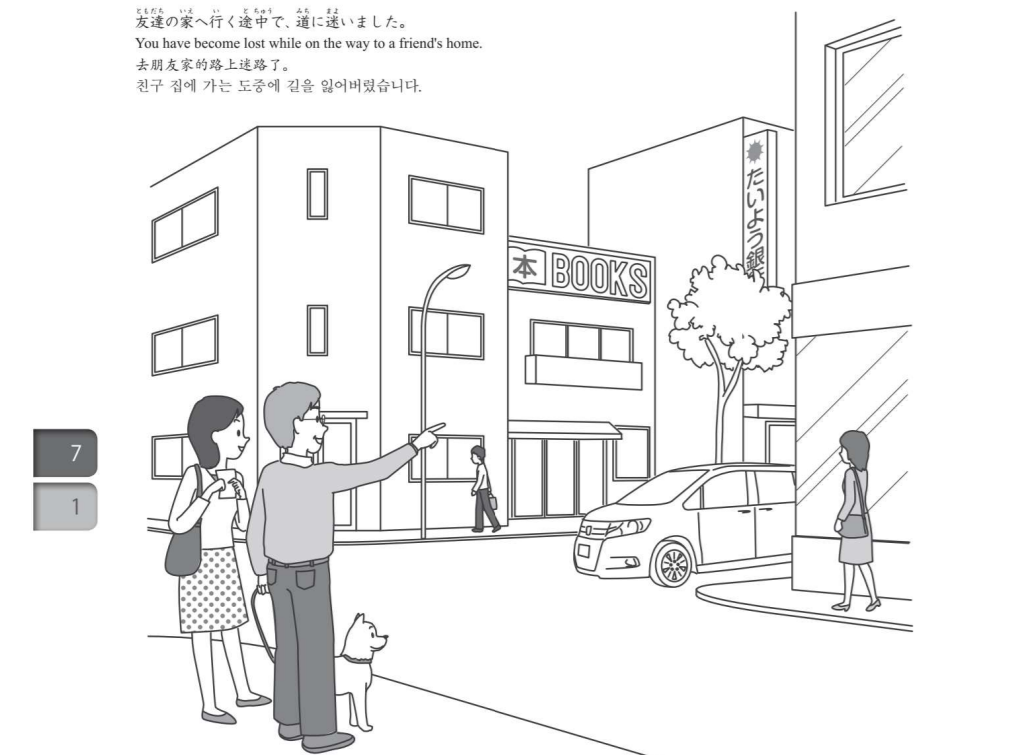 友達の家へ行く途中で、道に迷いました。
You have become lost while on the way to a friend's home.
去朋友家的路上迷路了。
친구 집에 가는 도중에 길을 잃어버렸습니다.
たいよう銀
本 BOOKS
7
1